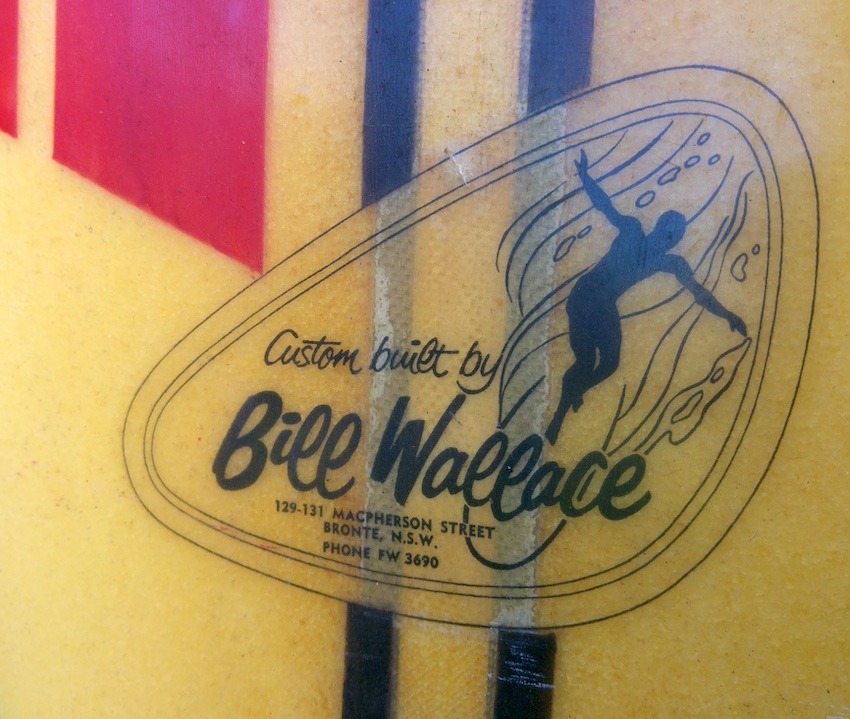 Custom built by
Bill Wallace
129-131 MACPHERSON STREET
BRONTE, N.S.W.
PHONE FW 3690